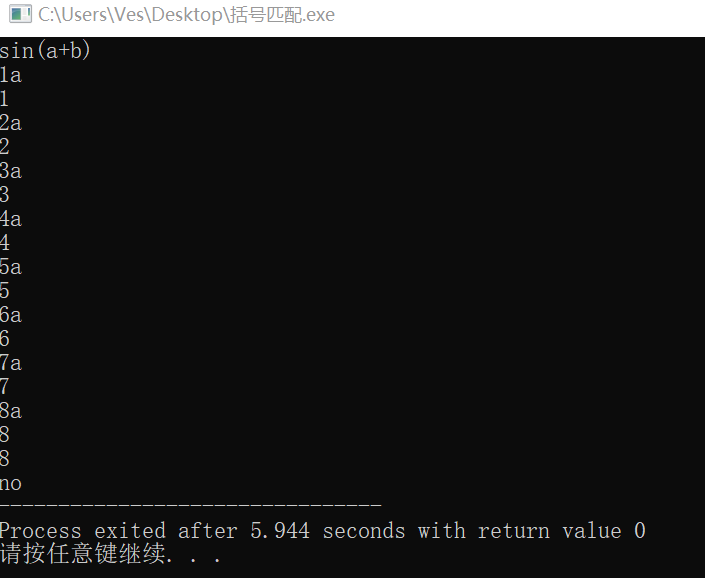 C:\Users\Ves\Desktop\括号匹配.exe
sin(a+b)
1a
1
2a
2
3a
3
4a
4
5a
5
6a
6
7a
7
8a
8
8
no
--------------------------------
Process exited after 5.944 seconds with return value 0
请按任意键继续. . .